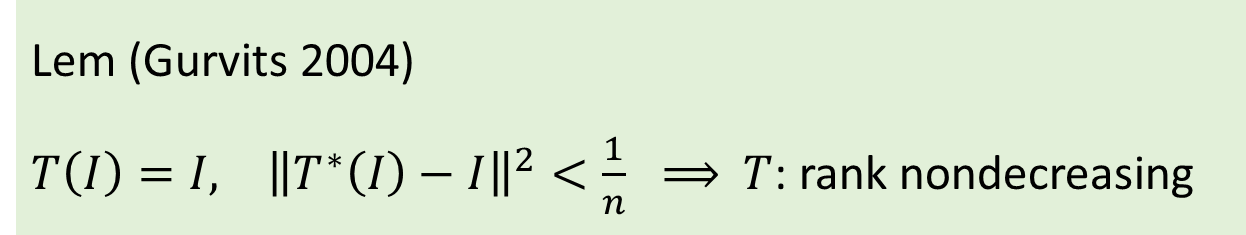 Lem (Gurvits 2004)
T(I) = I, ‖T*(I) − I‖² < 1/n ⟹ T: rank nondecreasing